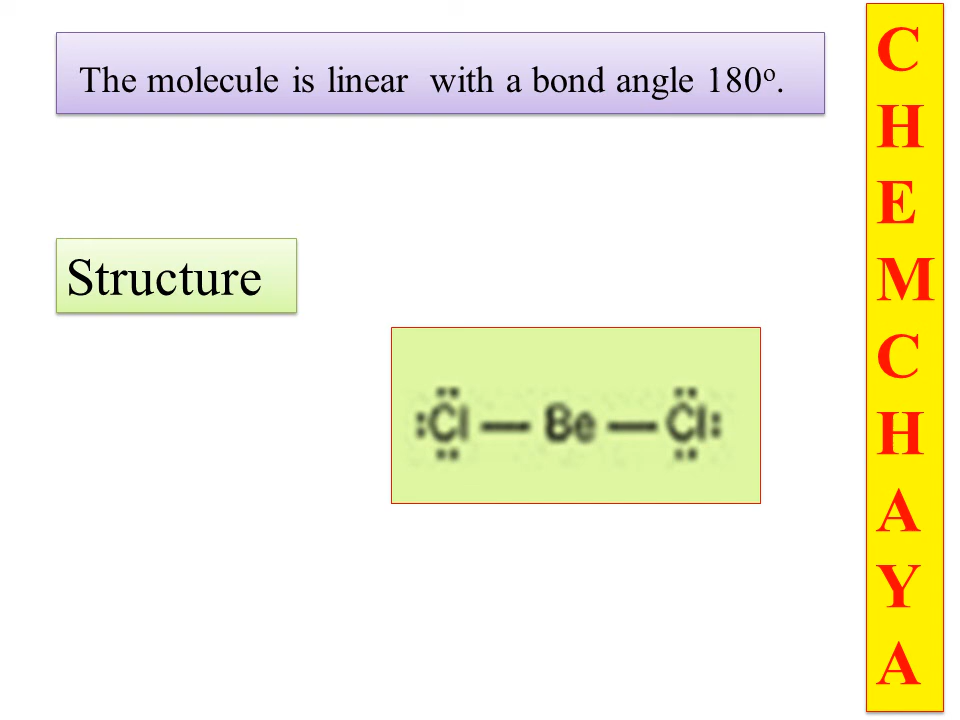 The molecule is linear with a bond angle 180º.
Structure
:Cl — Be — Cl:
C
H
E
M
C
H
A
Y
A